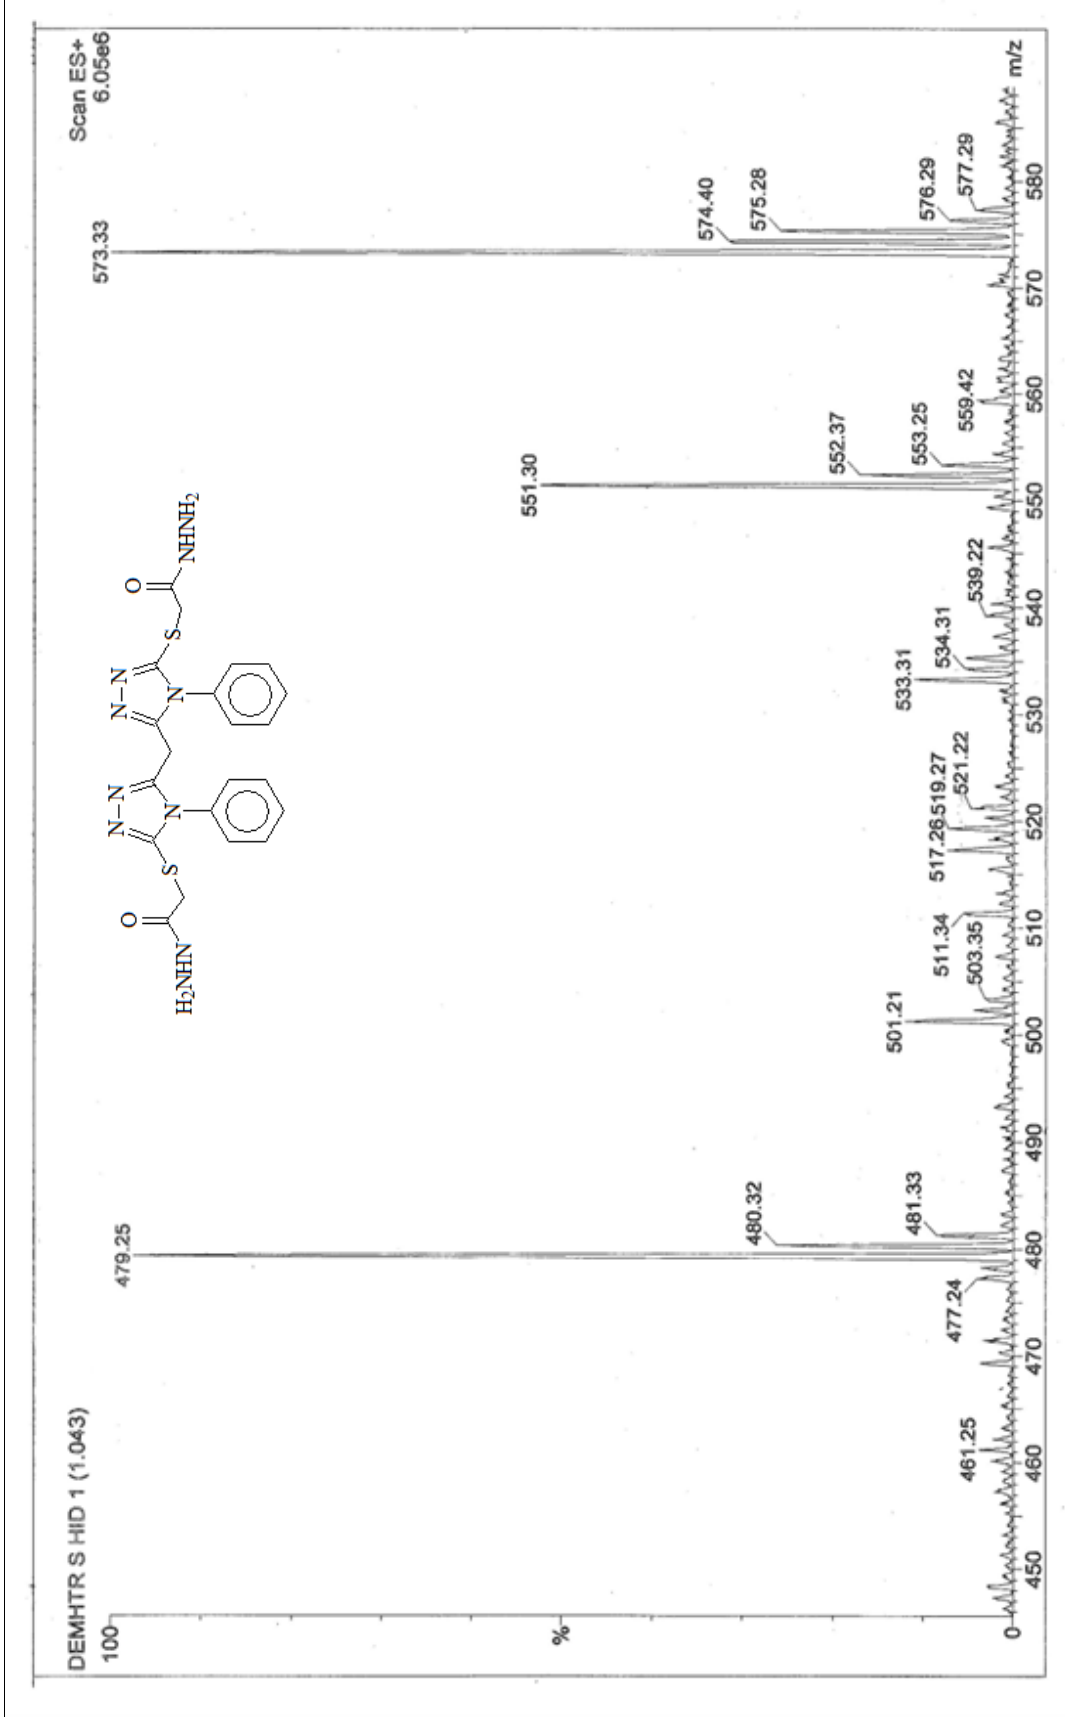 DEMHTR S HID 1 (1.043)
Scan ES+
6.05e6
100
%
0
461.25
477.24
479.25
480.32
481.33
501.21
503.35
511.34
517.26
519.27
521.22
533.31
534.31
539.22
551.30
552.37
553.25
559.42
573.33
574.40
575.28
576.29
577.29
H₂NHN
O
S
N–N
N
N–N
N
S
O
NHNH₂
450
460
470
480
490
500
510
520
530
540
550
560
570
580
m/z